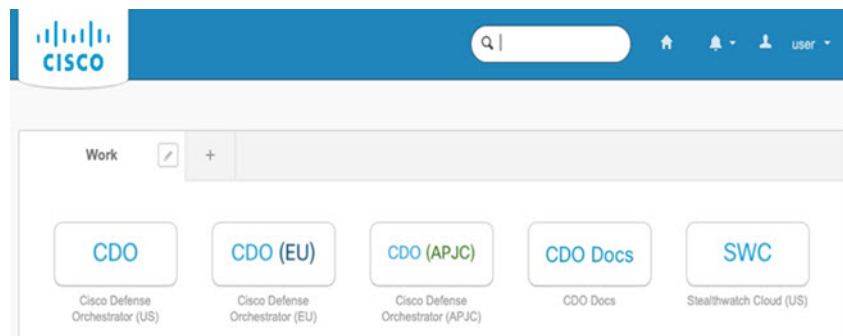 CISCO
user
Work
+
CDO
CDO (EU)
CDO (APJC)
CDO Docs
SWC
Cisco Defense
Orchestrator (US)
Cisco Defense
Orchestrator (EU)
Cisco Defense
Orchestrator (APJC)
CDO Docs
Stealthwatch Cloud (US)